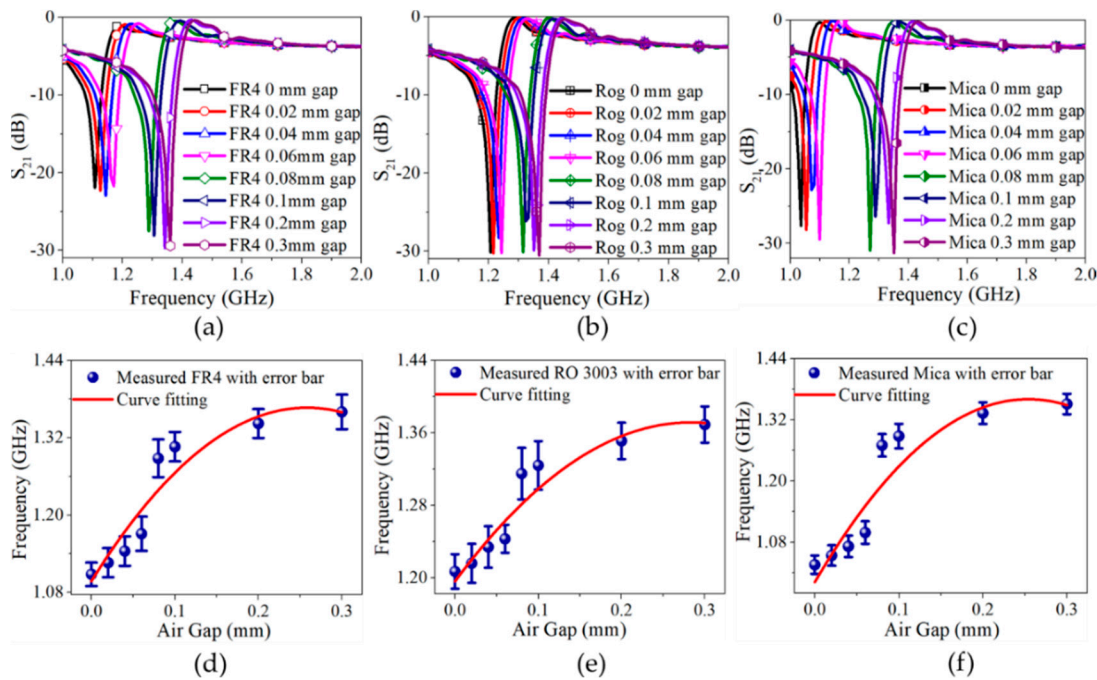 0
-10
-20
-30
S21 (dB)
FR4 0 mm gap
FR4 0.02 mm gap
FR4 0.04 mm gap
FR4 0.06mm gap
FR4 0.08mm gap
FR4 0.1mm gap
FR4 0.2mm gap
FR4 0.3mm gap
1.0 1.2 1.4 1.6 1.8 2.0
Frequency (GHz)
(a)
0
-10
-20
-30
S21 (dB)
Rog 0 mm gap
Rog 0.02 mm gap
Rog 0.04 mm gap
Rog 0.06 mm gap
Rog 0.08 mm gap
Rog 0.1 mm gap
Rog 0.2 mm gap
Rog 0.3 mm gap
1.0 1.2 1.4 1.6 1.8 2.0
Frequency (GHz)
(b)
0
-10
-20
-30
S21 (dB)
Mica 0 mm gap
Mica 0.02 mm gap
Mica 0.04 mm gap
Mica 0.06 mm gap
Mica 0.08 mm gap
Mica 0.1 mm gap
Mica 0.2 mm gap
Mica 0.3 mm gap
1.0 1.2 1.4 1.6 1.8 2.0
Frequency (GHz)
(c)
1.44
1.32
1.20
1.08
Frequency (GHz)
Measured FR4 with error bar
Curve fitting
0.0 0.1 0.2 0.3
Air Gap (mm)
(d)
1.44
1.36
1.28
1.20
Frequency (GHz)
Measured RO 3003 with error bar
Curve fitting
0.0 0.1 0.2 0.3
Air Gap (mm)
(e)
1.44
1.32
1.20
1.08
Frequency (GHz)
Measured Mica with error bar
Curve fitting
0.0 0.1 0.2 0.3
Air Gap (mm)
(f)